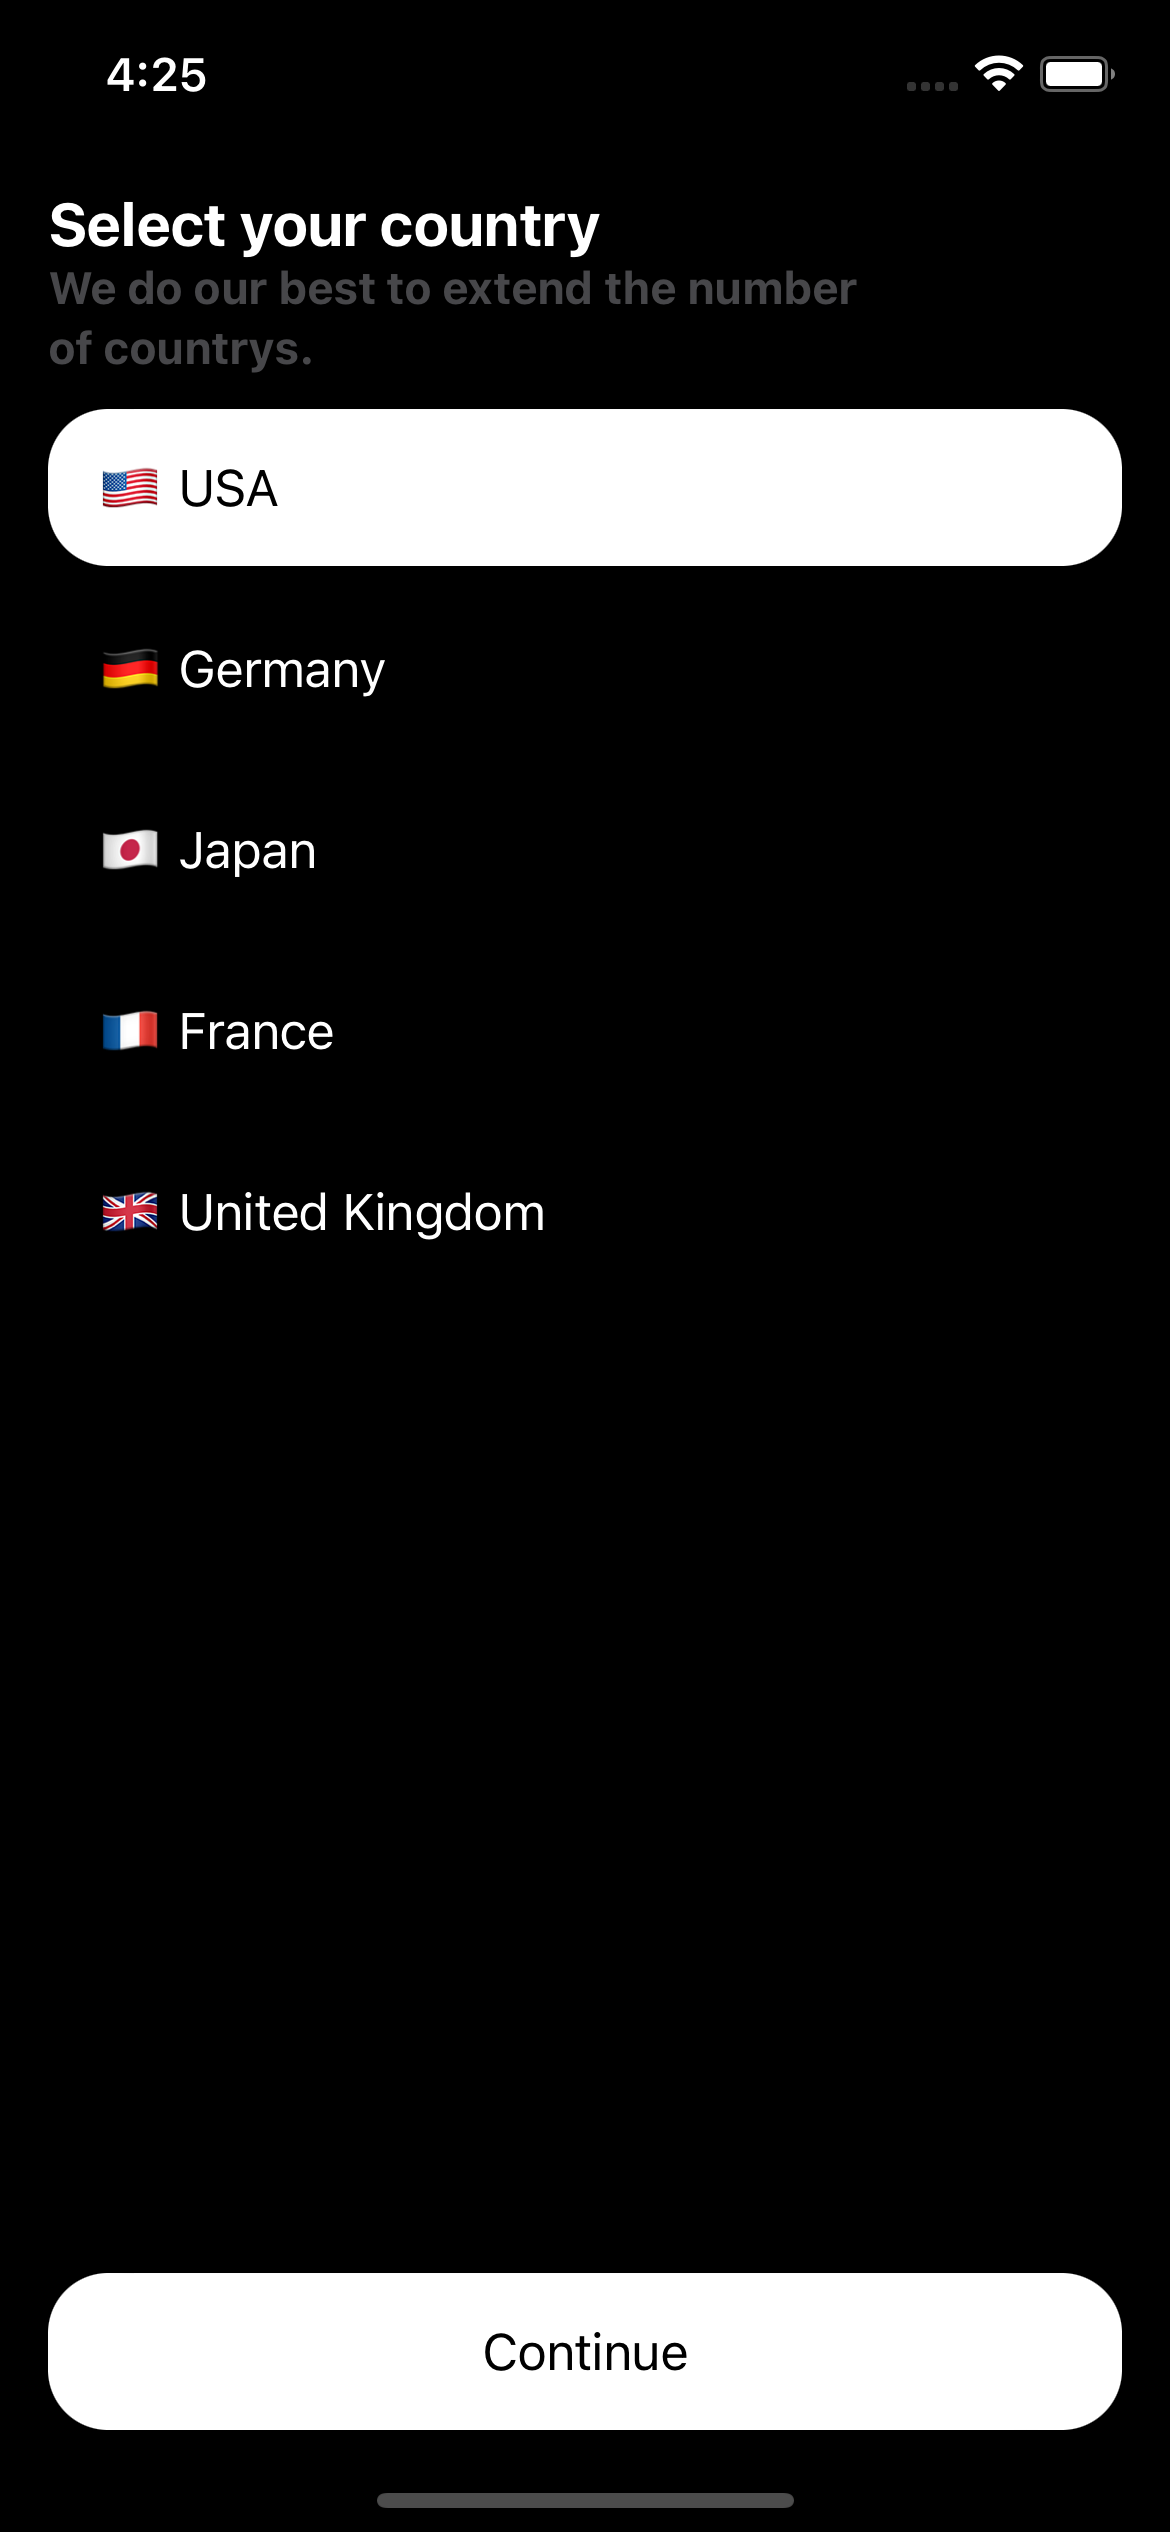 4:25
Select your country
We do our best to extend the number
of countrys.
USA
Germany
Japan
France
United Kingdom
Continue